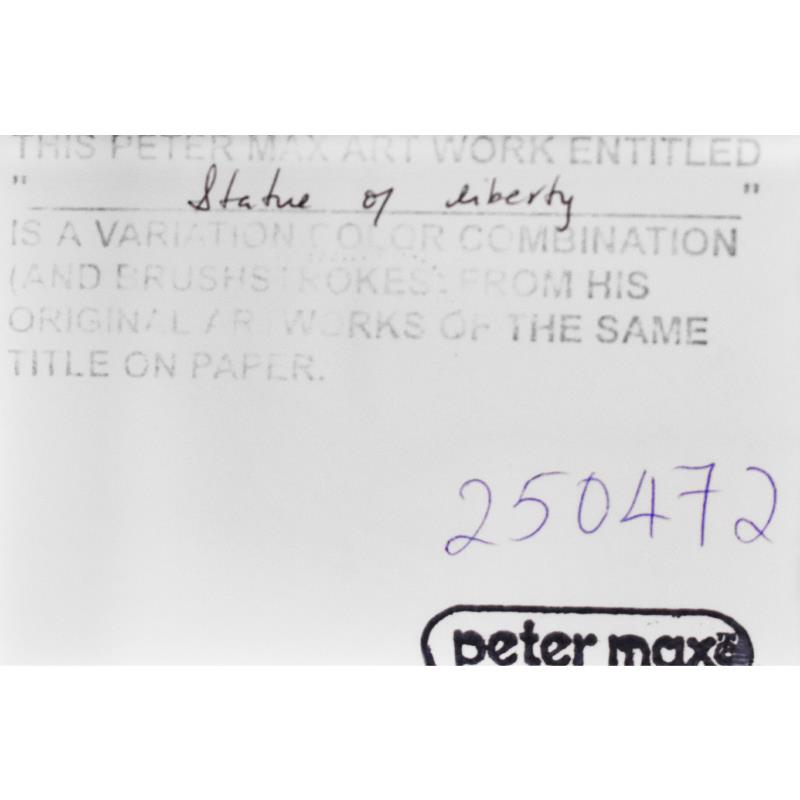 THIS PETER MAX ART WORK ENTITLED
" Statue of liberty "
IS A VARIATION COLOR COMBINATION
(AND BRUSHSTROKES) FROM HIS
ORIGINAL ART WORKS OF THE SAME
TITLE ON PAPER.
250472
peter max